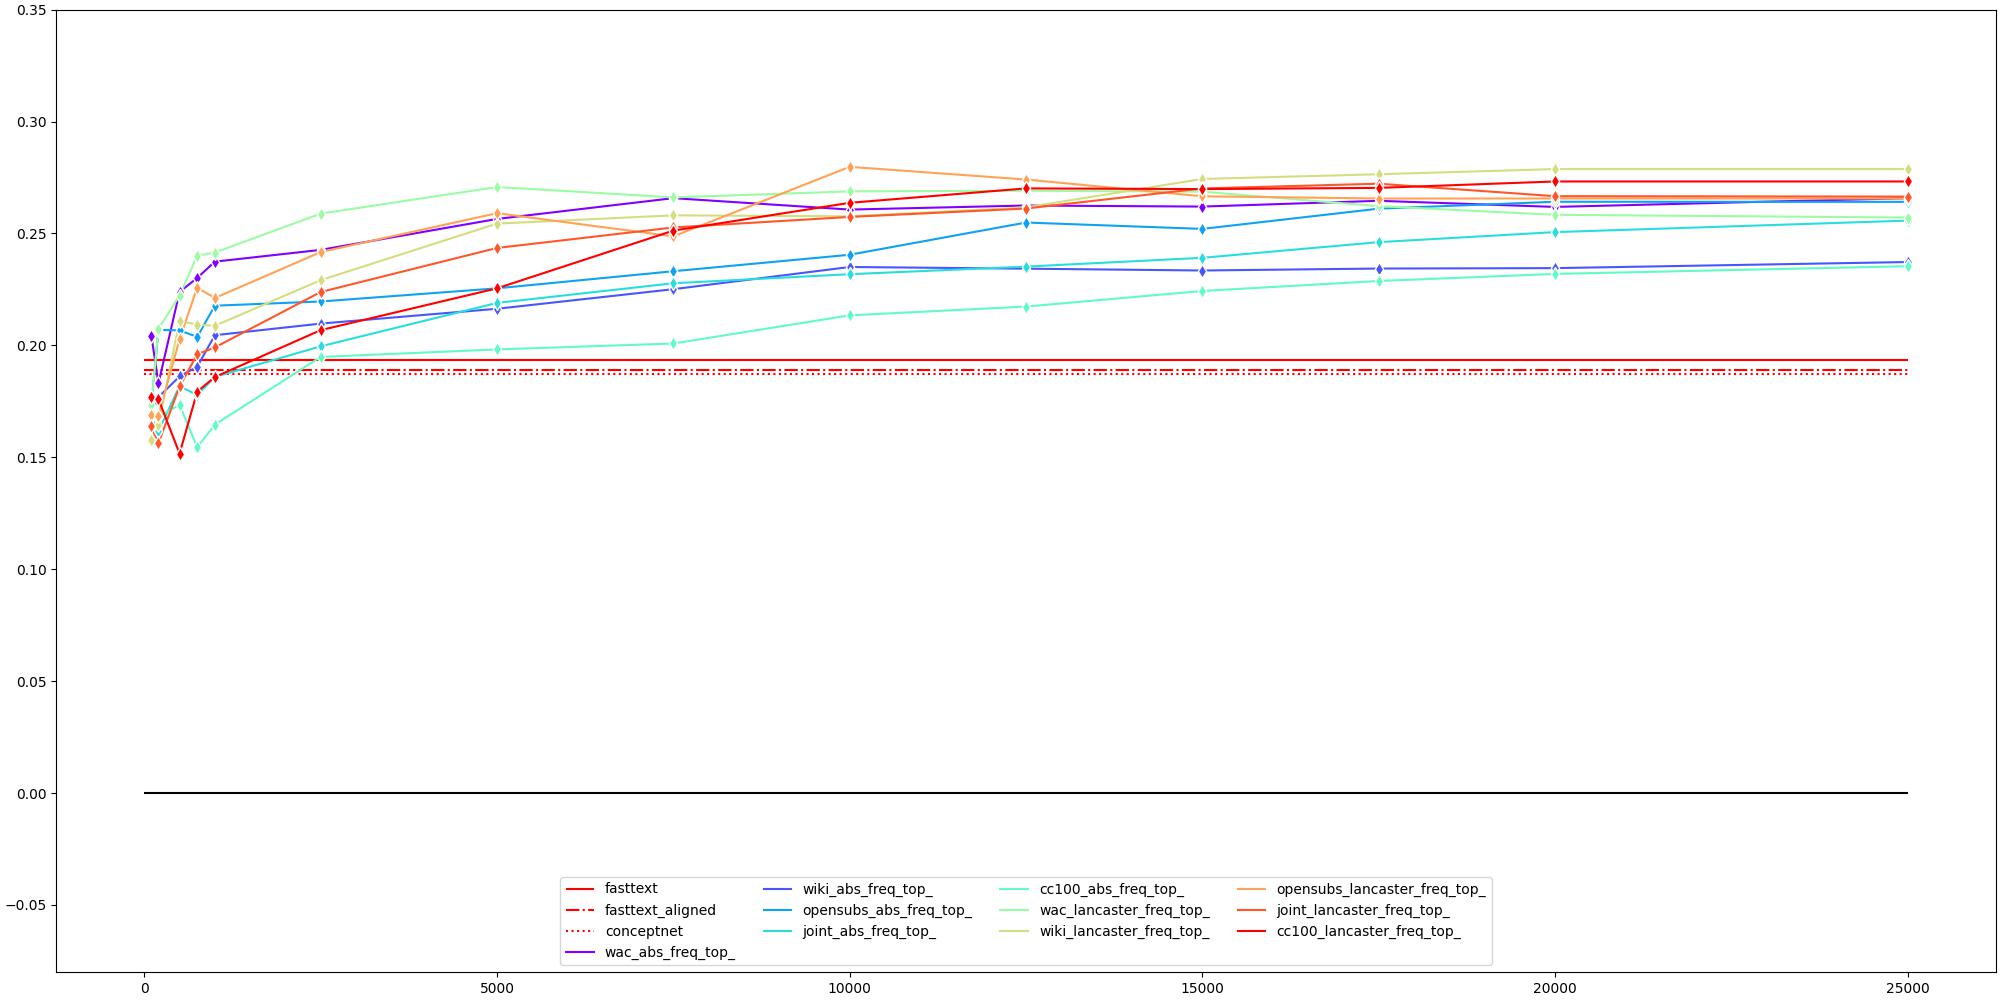 0.35
0.30
0.25
0.20
0.15
0.10
0.05
0.00
−0.05
0 5000 10000 15000 20000 25000
fasttext
fasttext_aligned
conceptnet
wac_abs_freq_top_
wiki_abs_freq_top_
opensubs_abs_freq_top_
joint_abs_freq_top_
cc100_abs_freq_top_
wac_lancaster_freq_top_
wiki_lancaster_freq_top_
opensubs_lancaster_freq_top_
joint_lancaster_freq_top_
cc100_lancaster_freq_top_